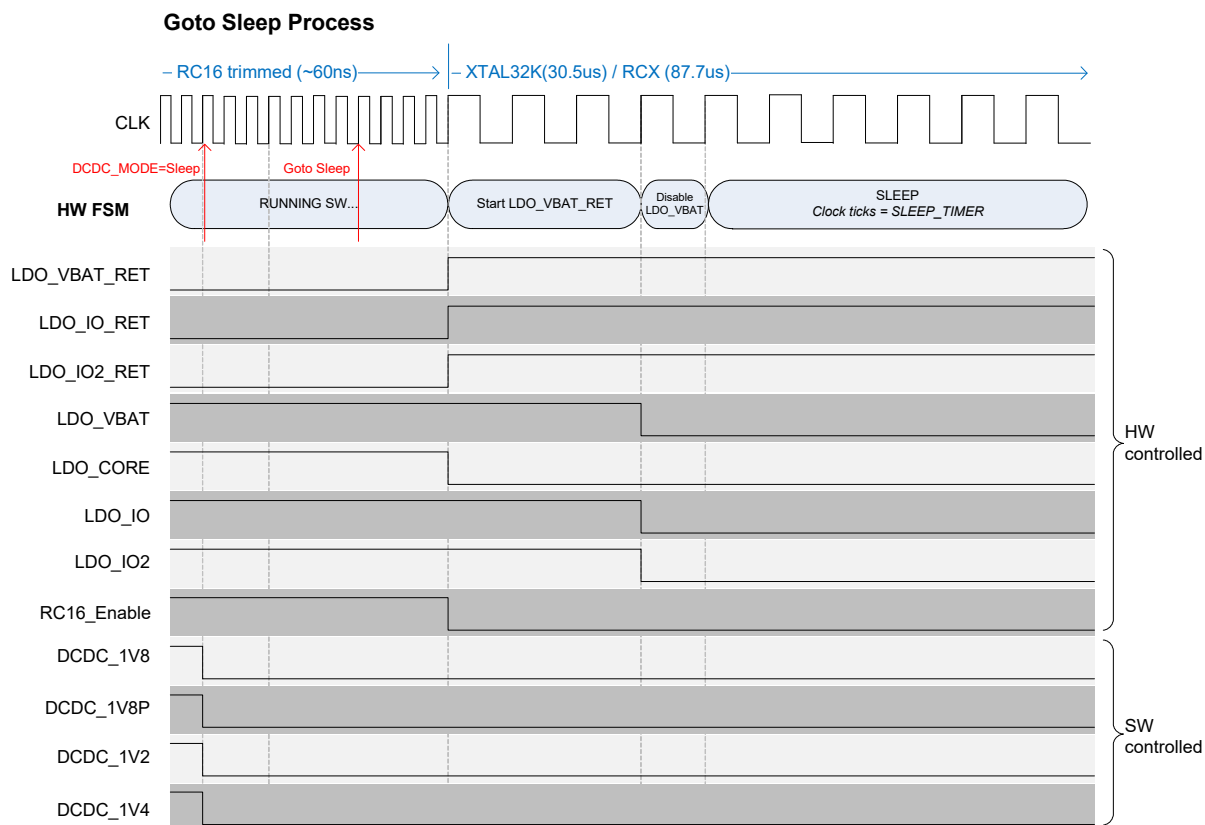 Goto Sleep Process
RC16 trimmed (~60ns)
XTAL32K(30.5us) / RCX (87.7us)
CLK
DCDC_MODE=Sleep
Goto Sleep
HW FSM
RUNNING SW...
Start LDO_VBAT_RET
Disable
LDO_VBAT
SLEEP
Clock ticks = SLEEP_TIMER
LDO_VBAT_RET
LDO_IO_RET
LDO_IO2_RET
LDO_VBAT
LDO_CORE
LDO_IO
LDO_IO2
RC16_Enable
HW
controlled
DCDC_1V8
DCDC_1V8P
DCDC_1V2
DCDC_1V4
SW
controlled